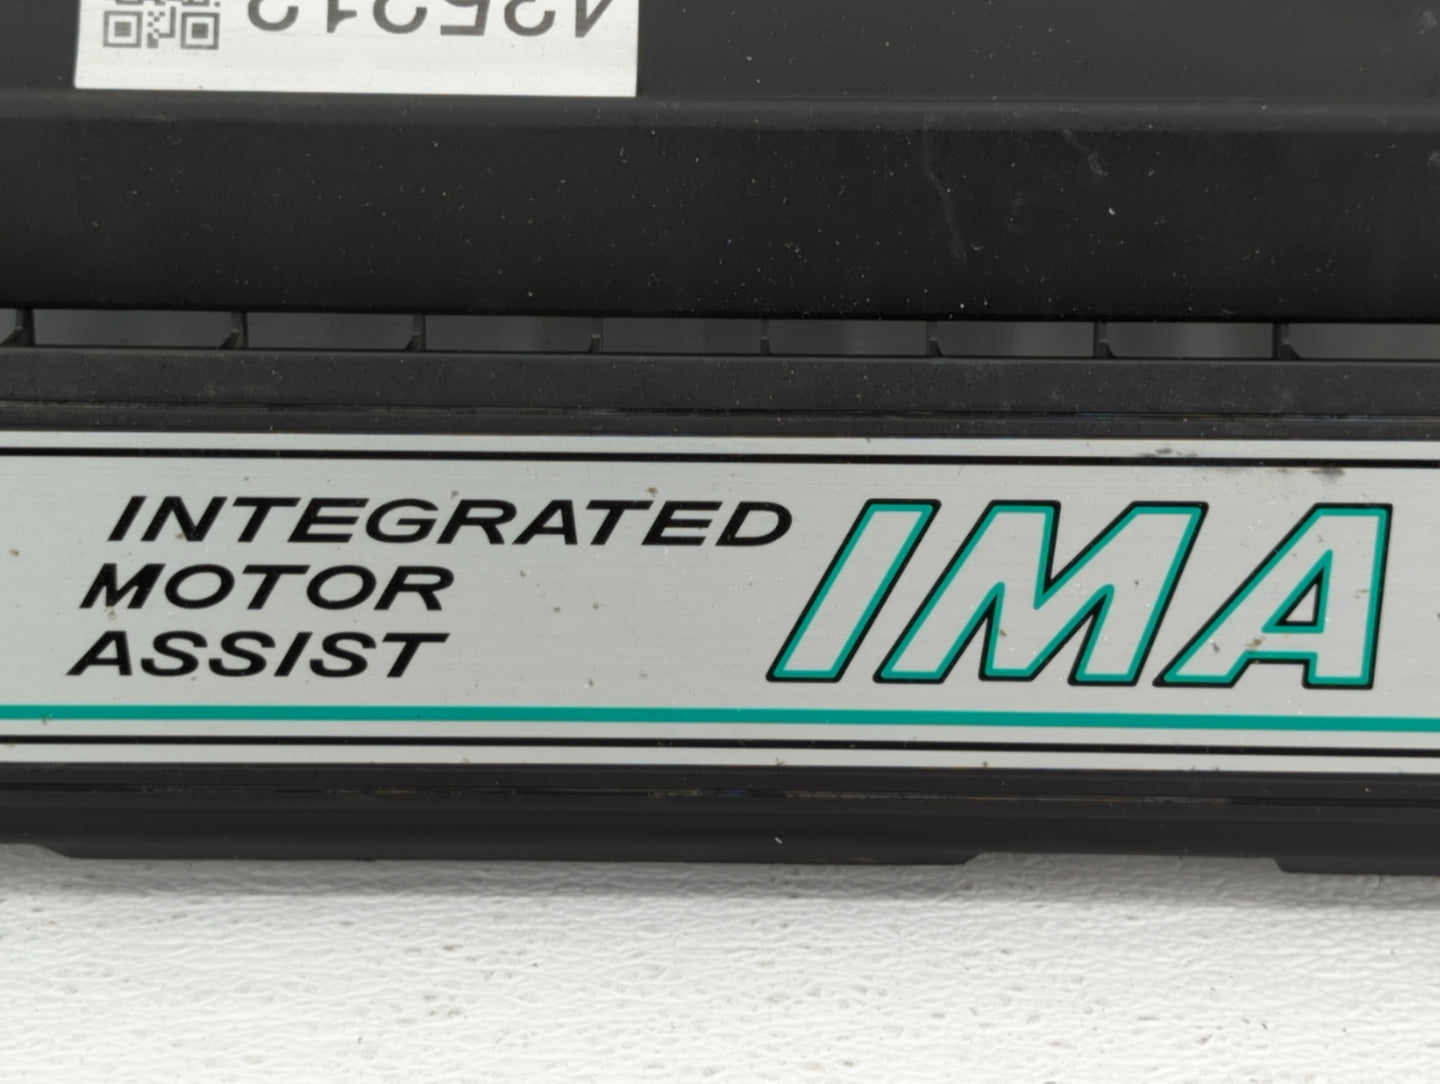 INTEGRATED
MOTOR
ASSIST
IMA